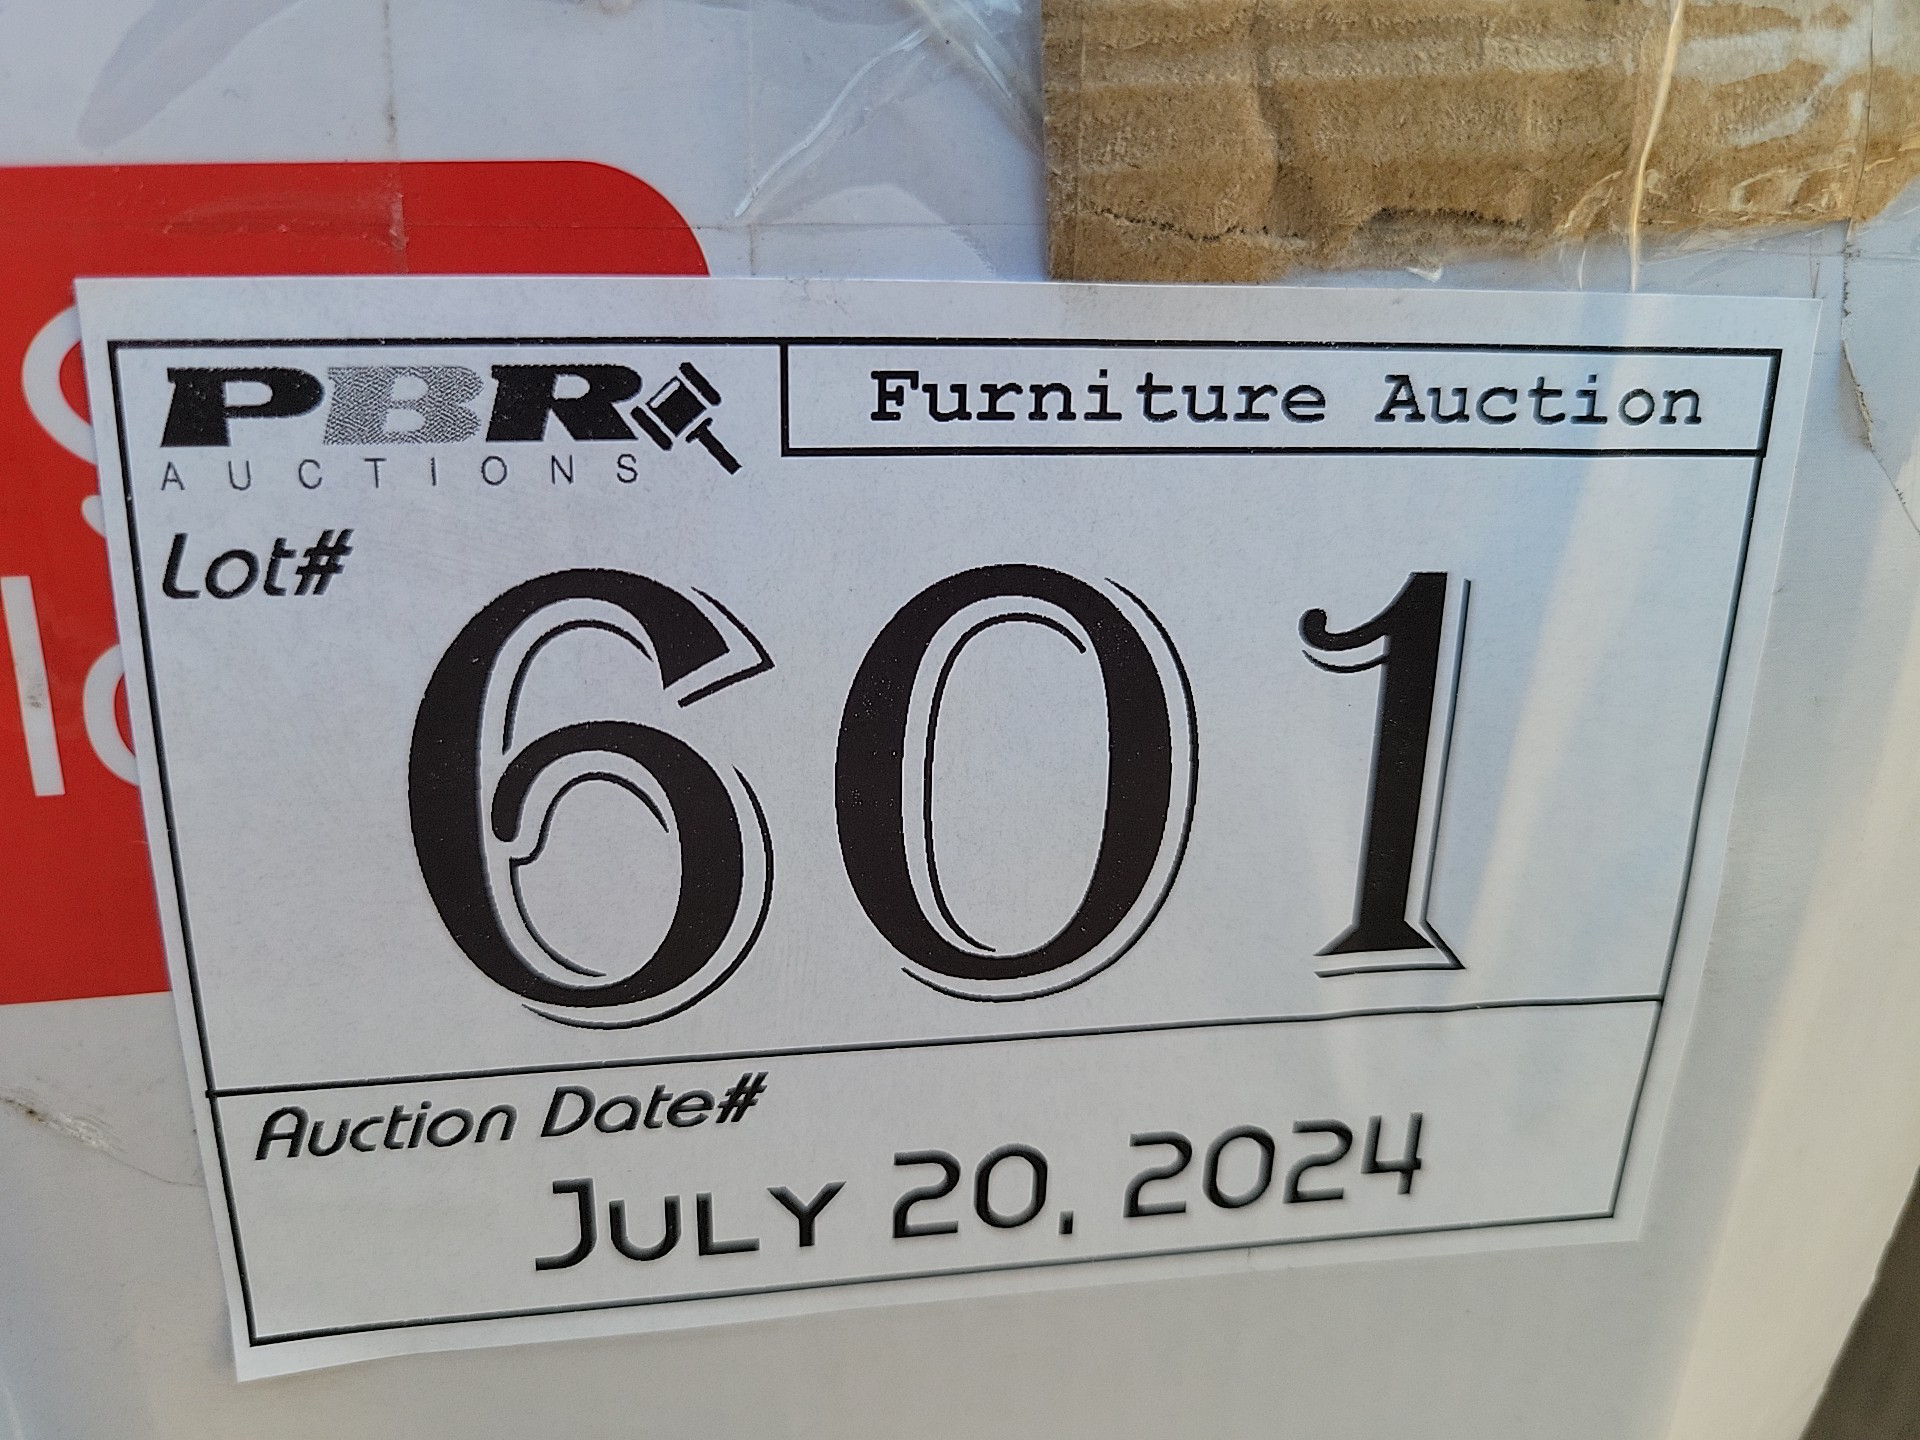 PBR
AUCTIONS
Furniture Auction
Lot#
601
Auction Date#
July 20, 2024